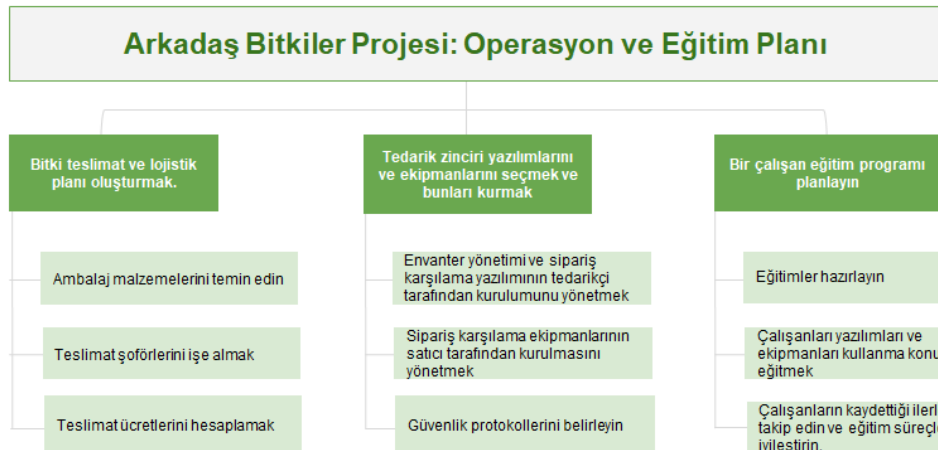 Arkadaş Bitkiler Projesi: Operasyon ve Eğitim Planı
Bitki teslimat ve lojistik
planı oluşturmak.
Tedarik zinciri yazılımlarını
ve ekipmanlarını seçmek ve
bunları kurmak
Bir çalışan eğitim programı
planlayın
Ambalaj malzemelerini temin edin
Envanter yönetimi ve sipariş
karşılama yazılımının tedarikçi
tarafından kurulumunu yönetmek
Eğitimler hazırlayın
Teslimat şoförlerini işe almak
Sipariş karşılama ekipmanlarının
satıcı tarafından kurulmasını
yönetmek
Çalışanları yazılımları ve
ekipmanları kullanma
eğitmek
Teslimat ücretlerini hesaplamak
Güvenlik protokollerini belirleyin
Çalışanların kaydettiği
takip edin ve eğitim
iyileştirin.